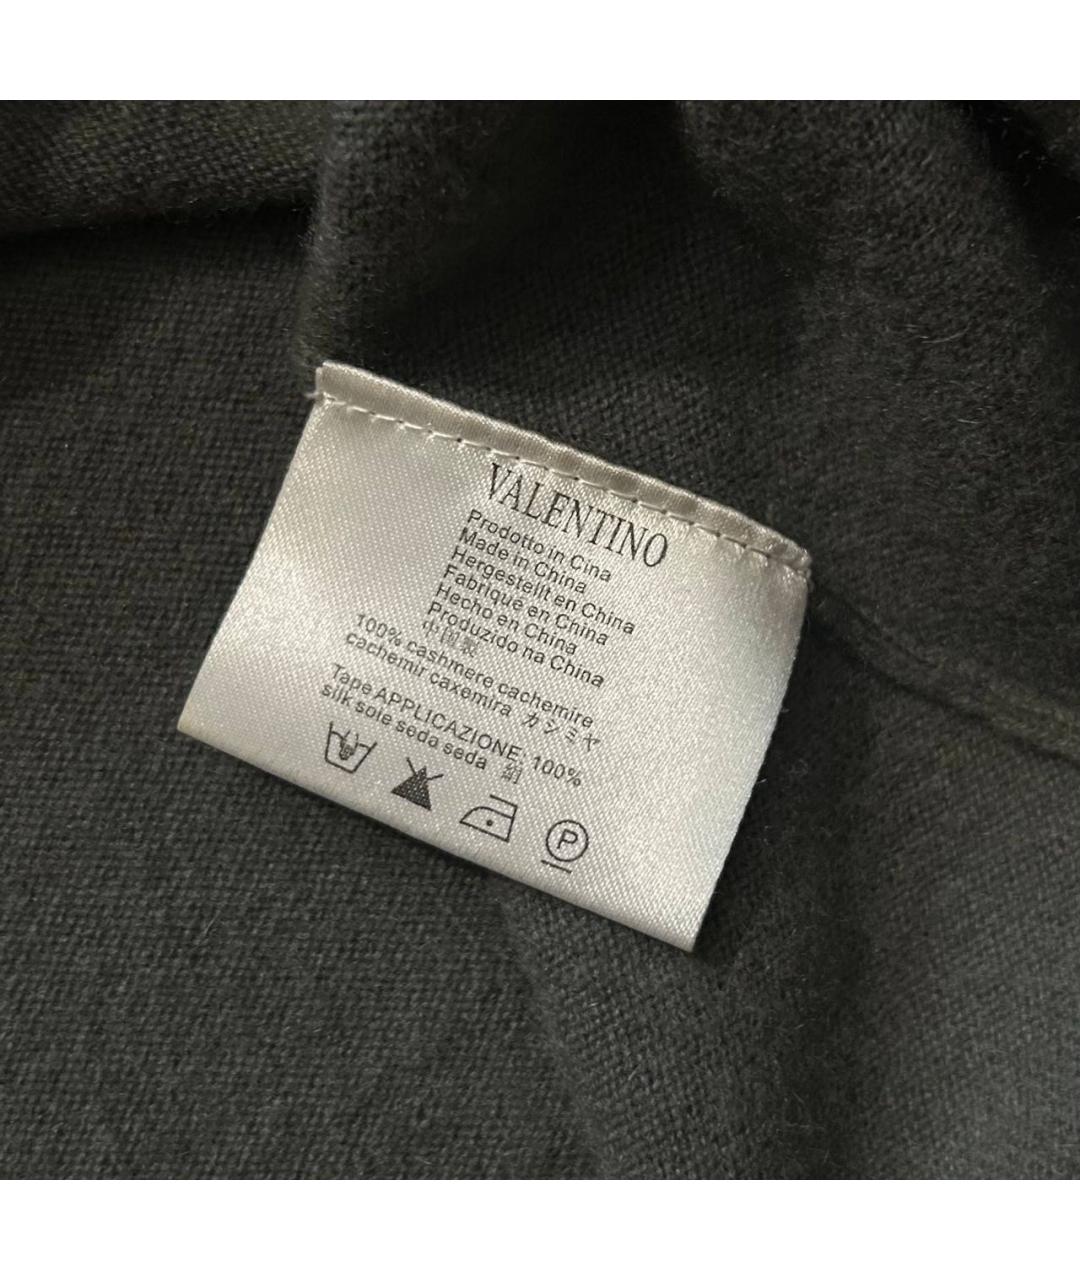 VALENTINO
Prodotto in Cina
Made in China
Hergestellt en China
Fabriqué en China
Hecho en China
Produzido na China
中国製
100% cashmere cachemire
cachemir caxemira カシミヤ
Tape APPLICAZIONE, 100%
silk soie seda seda 絹
P